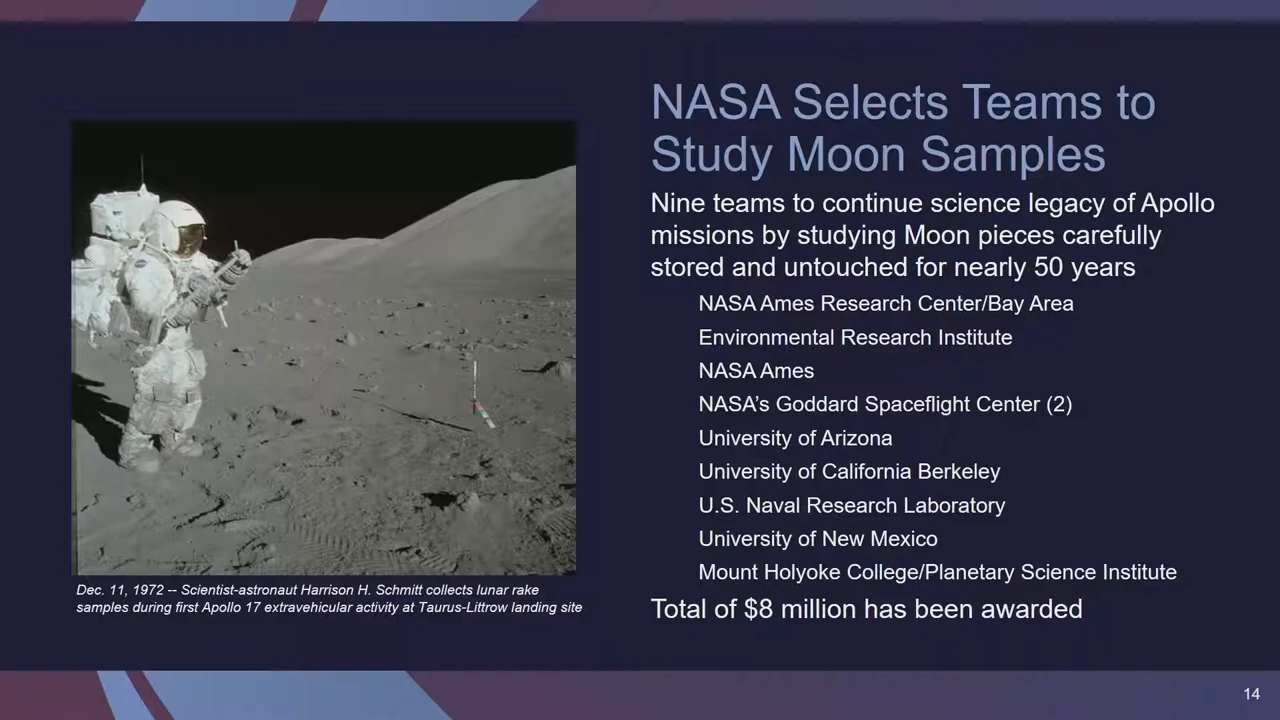 NASA Selects Teams to
Study Moon Samples
Nine teams to continue science legacy of Apollo
missions by studying Moon pieces carefully
stored and untouched for nearly 50 years
NASA Ames Research Center/Bay Area
Environmental Research Institute
NASA Ames
NASA's Goddard Spaceflight Center (2)
University of Arizona
University of California Berkeley
U.S. Naval Research Laboratory
University of New Mexico
Mount Holyoke College/Planetary Science Institute
Total of $8 million has been awarded
Dec. 11, 1972 -- Scientist-astronaut Harrison H. Schmitt collects lunar rake
samples during first Apollo 17 extravehicular activity at Taurus-Littrow landing site
14